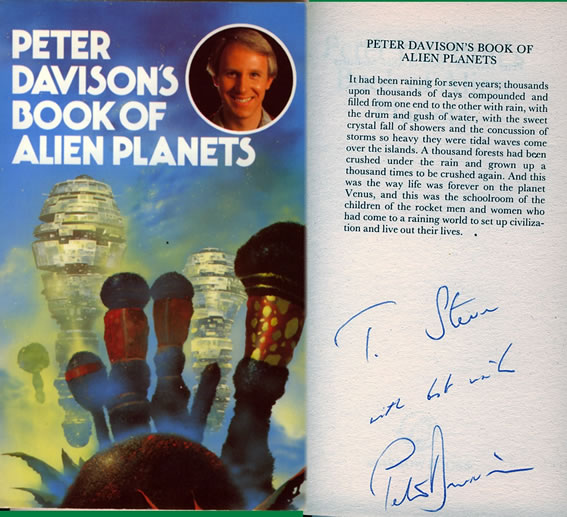 PETER
DAVISON'S
BOOK OF
ALIEN PLANETS
PETER DAVISON'S BOOK OF
ALIEN PLANETS
It had been raining for seven years; thousands
upon thousands of days compounded and
filled from one end to the other with rain, with
the drum and gush of water, with the sweet
crystal fall of showers and the concussion of
storms so heavy they were tidal waves come
over the islands. A thousand forests had been
crushed under the rain and grown up a
thousand times to be crushed again. And this
was the way life was forever on the planet
Venus, and this was the schoolroom of the
children of the rocket men and women who
had come to a raining world to set up civiliza-
tion and live out their lives.
with best
Peter Davison